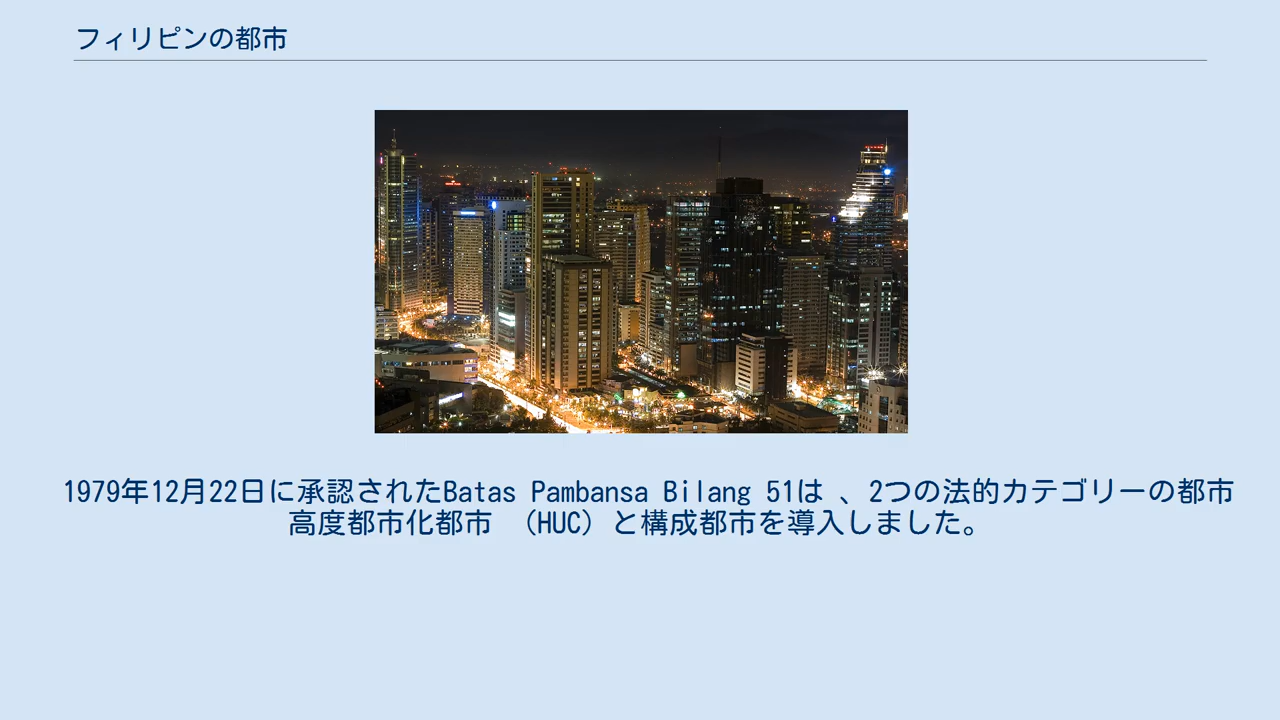 フィリピンの都市
1979年12月22日に承認されたBatas Pambansa Bilang 51は 、2つの法的カテゴリーの都市
高度都市化都市 （HUC）と構成都市を導入しました。